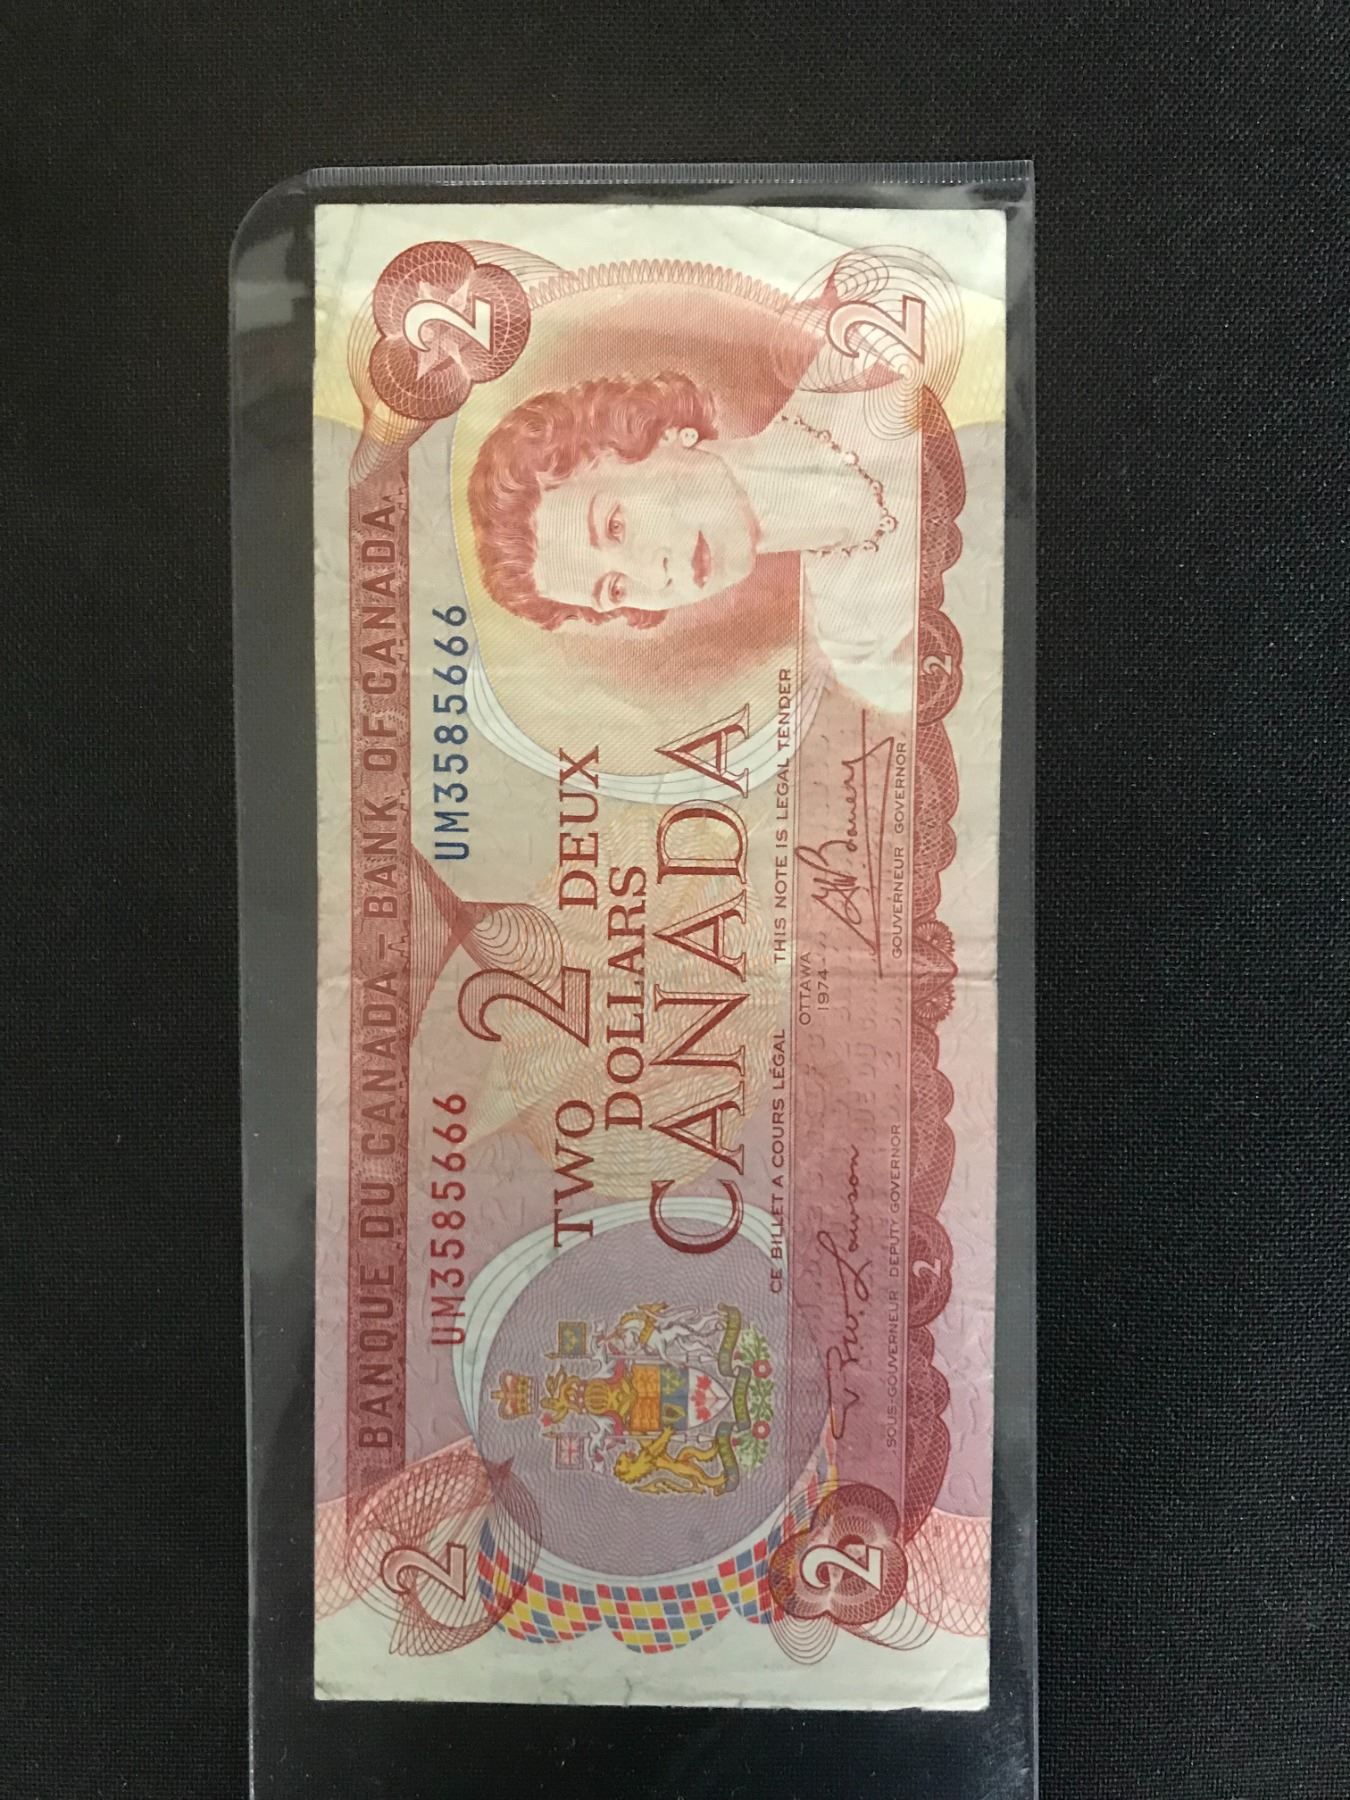 2 2
BANQUE DU CANADA – BANK OF CANADA
UM3585666 UM3585666
TWO 2 DEUX
DOLLARS
CANADA
CE BILLET A COURS LÉGAL THIS NOTE IS LEGAL TENDER
OTTAWA
1974
SOUS-GOUVERNEUR DEPUTY GOVERNOR GOUVERNEUR GOVERNOR
2 2 2 2